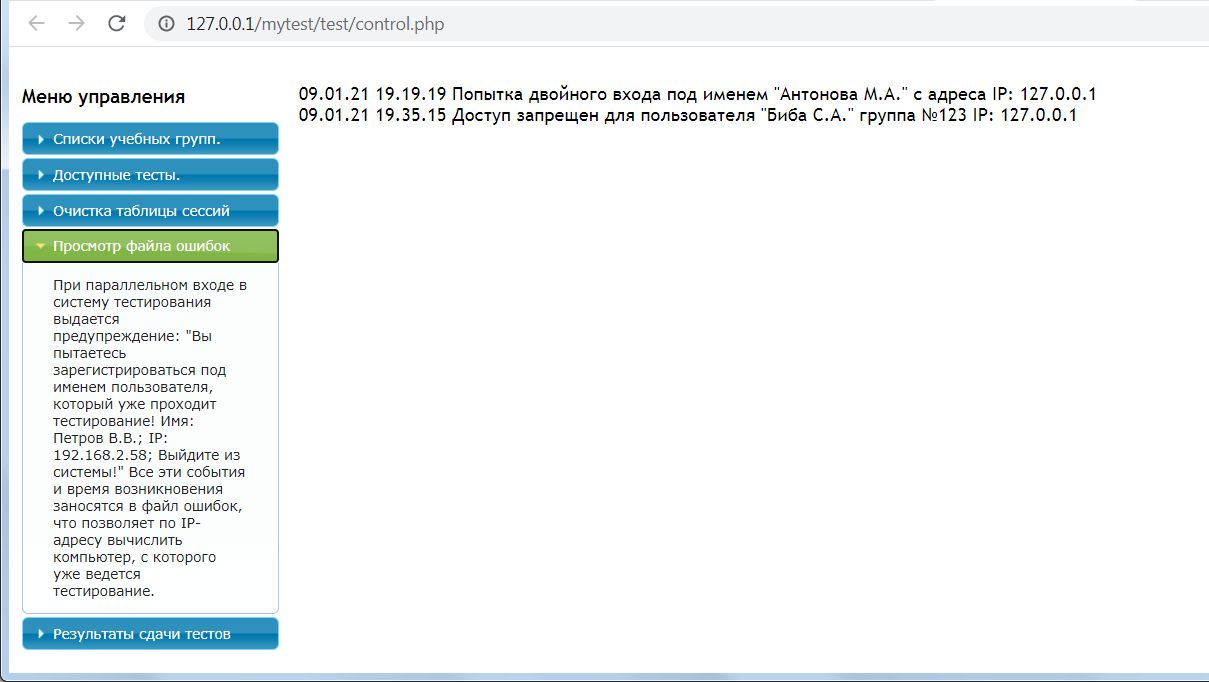 127.0.0.1/mytest/test/control.php
Меню управления
Списки учебных групп.
Доступные тесты.
Очистка таблицы сессий
Просмотр файла ошибок
При параллельном входе в
систему тестирования
выдается
предупреждение: "Вы
пытаетесь
зарегистрироваться под
именем пользователя,
который уже проходит
тестирование! Имя:
Петров В.В.; IP:
192.168.2.58; Выйдите из
системы!" Все эти события
и время возникновения
заносятся в файл ошибок,
что позволяет по IP-
адресу вычислить
компьютер, с которого
уже ведется
тестирование.
Результаты сдачи тестов
09.01.21 19.19.19 Попытка двойного входа под именем "Антонова М.А." с адреса IP: 127.0.0.1
09.01.21 19.35.15 Доступ запрещен для пользователя "Биба С.А." группа №123 IP: 127.0.0.1